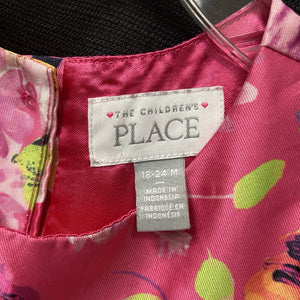 THE CHILDREN'S
PLACE
18-24 M
MADE IN
INDONESIA
FABRIQUÉ EN
INDONÉSIE